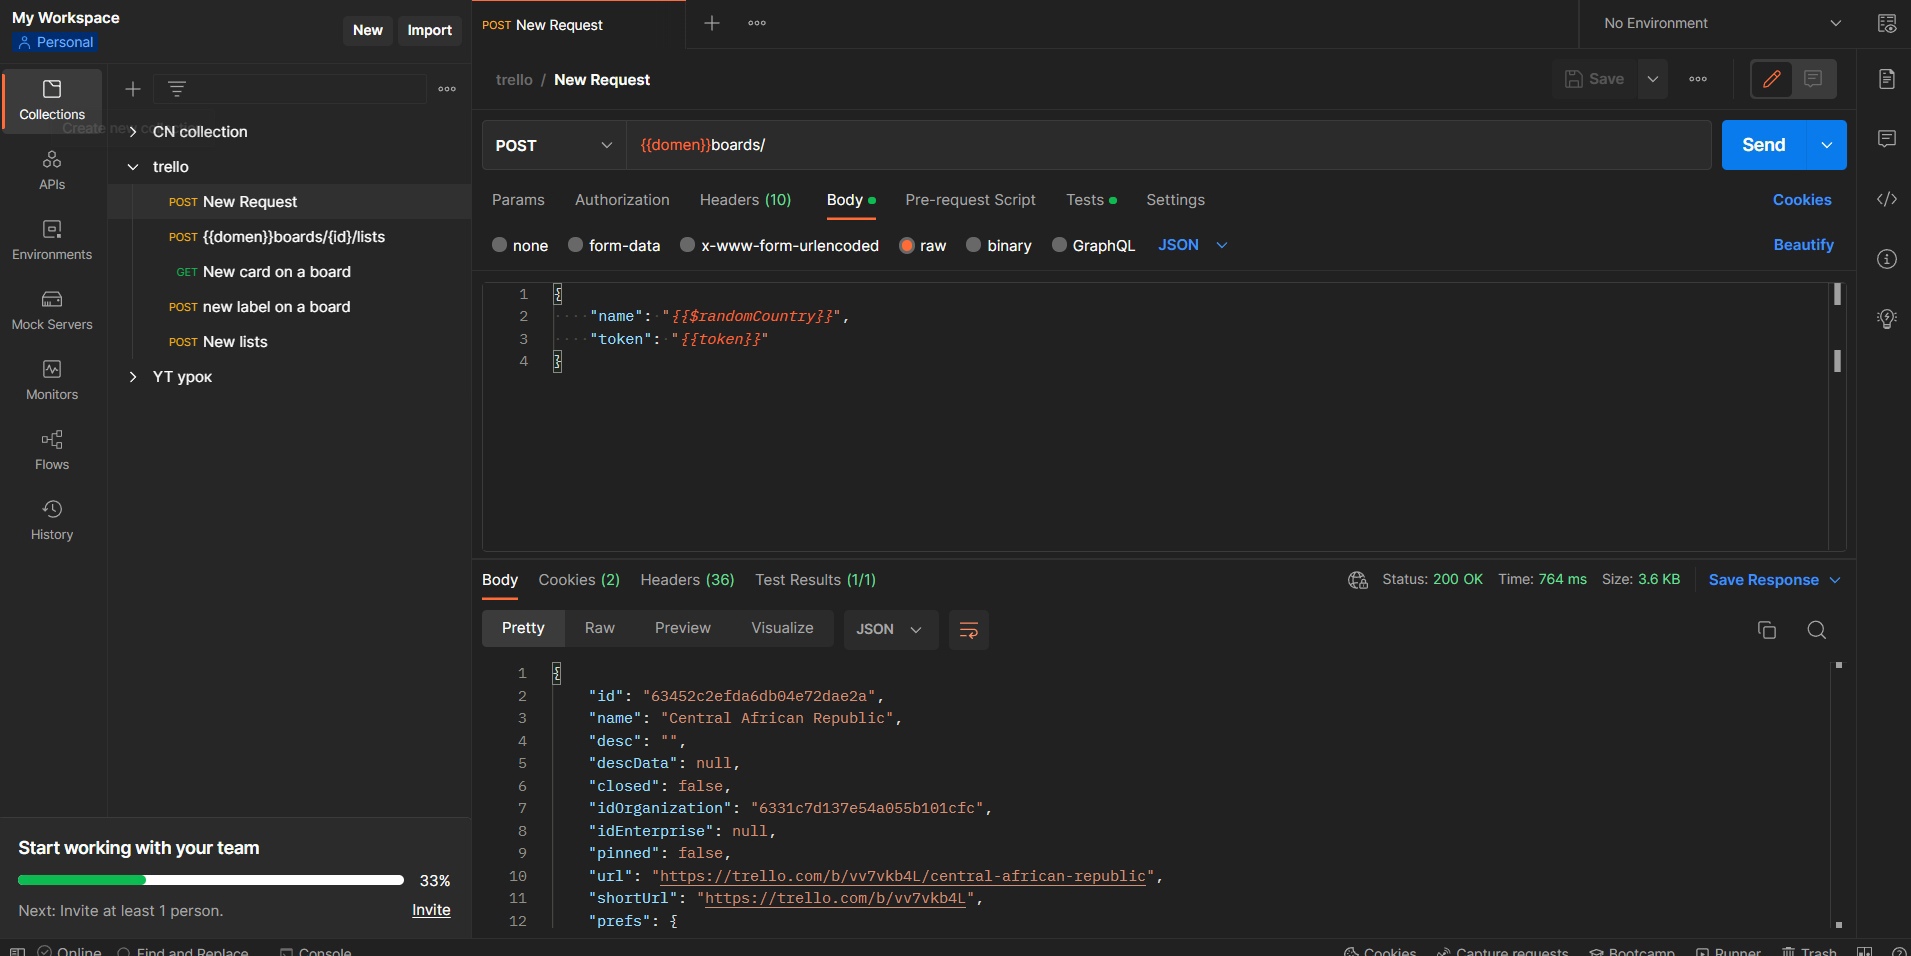 My Workspace
Personal
New
Import
Collections
APIs
Environments
Mock Servers
Monitors
Flows
History
Create new collection
CN collection
trello
POST New Request
POST {{domen}}boards/{id}/lists
GET New card on a board
POST new label on a board
POST New lists
YT урок
Start working with your team
33%
Next: Invite at least 1 person.
Invite
POST New Request
No Environment
trello / New Request
Save
POST
{{domen}}boards/
Send
Params Authorization Headers (10) Body Pre-request Script Tests Settings
Cookies
none form-data x-www-form-urlencoded raw binary GraphQL JSON
Beautify
1 {
2 "name": "{{$randomCountry}}",
3 "token": "{{token}}"
4 }
Body Cookies (2) Headers (36) Test Results (1/1)
Status: 200 OK Time: 764 ms Size: 3.6 KB Save Response
Pretty Raw Preview Visualize JSON
1 {
2 "id": "63452c2efda6db04e72dae2a",
3 "name": "Central African Republic",
4 "desc": "",
5 "descData": null,
6 "closed": false,
7 "idOrganization": "6331c7d137e54a055b101cfc",
8 "idEnterprise": null,
9 "pinned": false,
10 "url": "https://trello.com/b/vv7vkb4L/central-african-republic",
11 "shortUrl": "https://trello.com/b/vv7vkb4L",
12 "prefs": {
Online Find and Replace Console
Cookies Capture requests Bootcamp Runner Trash